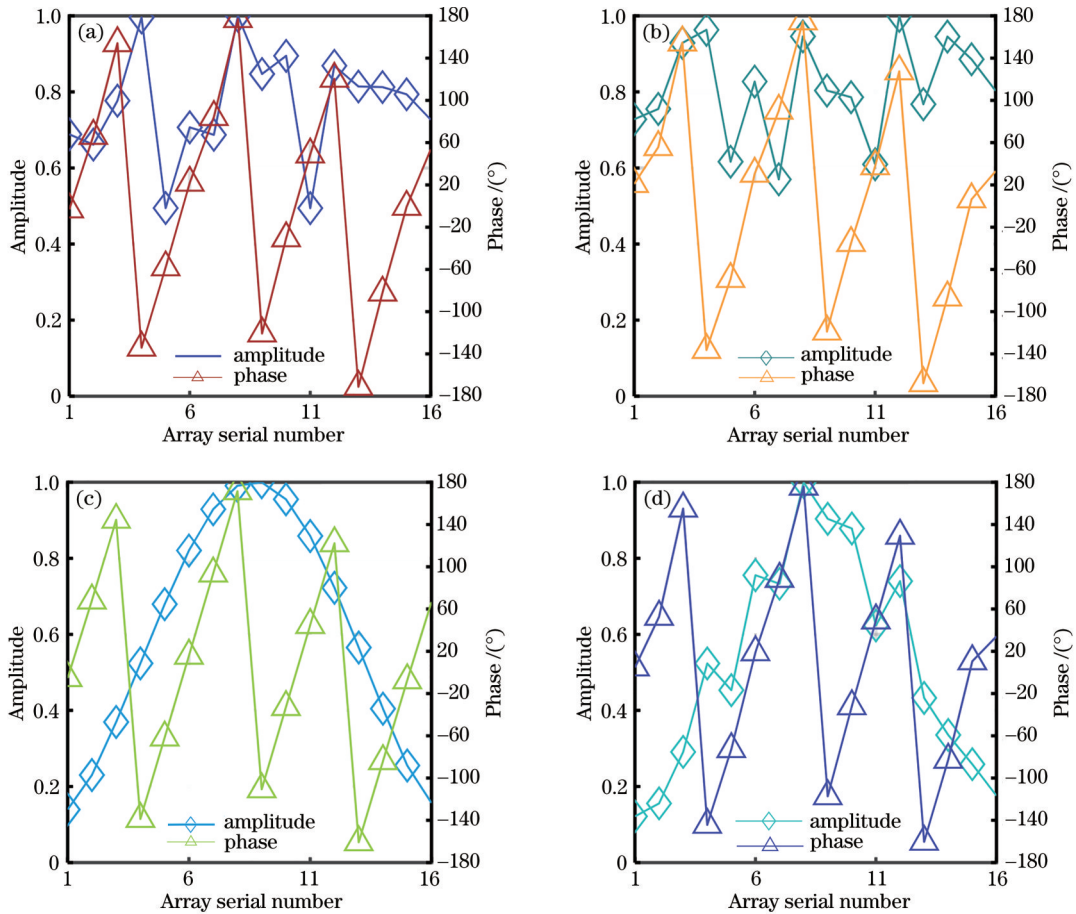 (a)
Amplitude
1.0
0.8
0.6
0.4
0.2
0
180
140
100
60
20
−20
−60
−100
−140
−180
Phase /(°)
amplitude
phase
1 6 11 16
Array serial number
(b)
Amplitude
1.0
0.8
0.6
0.4
0.2
0
180
140
100
60
20
−20
−60
−100
−140
−180
Phase /(°)
amplitude
phase
1 6 11 16
Array serial number
(c)
Amplitude
1.0
0.8
0.6
0.4
0.2
0
180
140
100
60
20
−20
−60
−100
−140
−180
Phase /(°)
amplitude
phase
1 6 11 16
Array serial number
(d)
Amplitude
1.0
0.8
0.6
0.4
0.2
0
180
140
100
60
20
−20
−60
−100
−140
−180
Phase /(°)
amplitude
phase
1 6 11 16
Array serial number